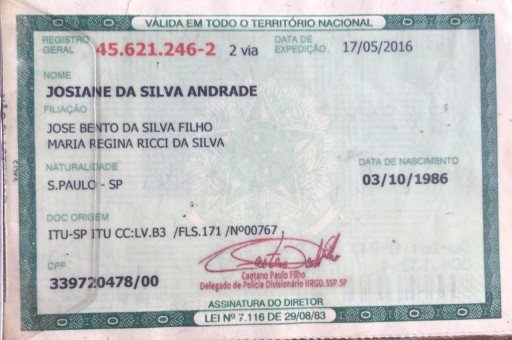 VÁLIDA EM TODO O TERRITÓRIO NACIONAL
REGISTRO GERAL 45.621.246-2 2 via DATA DE EXPEDIÇÃO 17/05/2016
NOME
JOSIANE DA SILVA ANDRADE
FILIAÇÃO
JOSE BENTO DA SILVA FILHO
MARIA REGINA RICCI DA SILVA
NATURALIDADE DATA DE NASCIMENTO
S.PAULO - SP 03/10/1986
DOC ORIGEM
ITU-SP ITU CC:LV.B3 /FLS.171 /Nº00767
CPF
339720478/00
Caetano Paulo Filho
Delegado de Polícia Divisionário IIRGD.SSP.SP
ASSINATURA DO DIRETOR
LEI Nº 7.116 DE 29/08/83